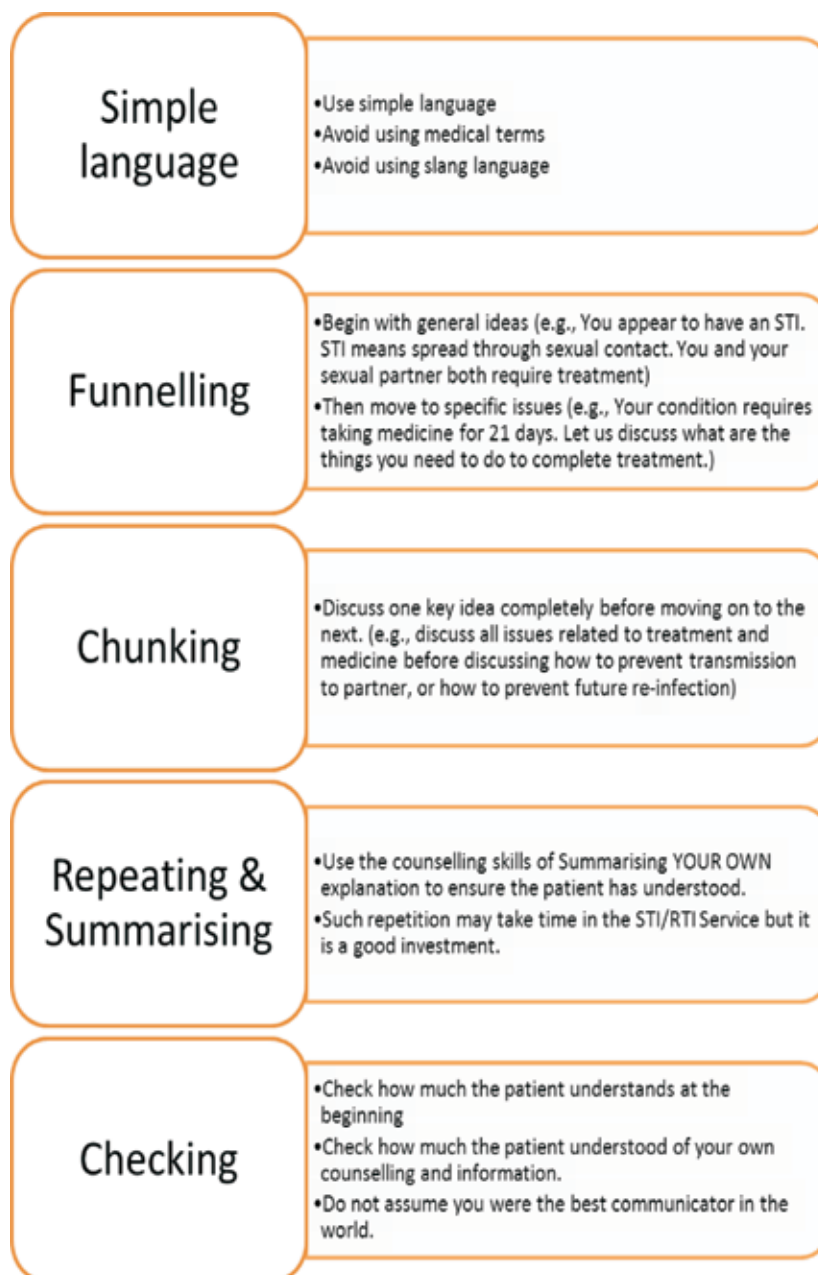 Simple
language
•Use simple language
•Avoid using medical terms
•Avoid using slang language
Funnelling
•Begin with general ideas (e.g., You appear to have an STI.
STI means spread through sexual contact. You and your
sexual partner both require treatment)
•Then move to specific issues (e.g., Your condition requires
taking medicine for 21 days. Let us discuss what are the
things you need to do to complete treatment.)
Chunking
•Discuss one key idea completely before moving on to the
next. (e.g., discuss all issues related to treatment and
medicine before discussing how to prevent transmission
to partner, or how to prevent future re-infection)
Repeating &
Summarising
•Use the counselling skills of Summarising YOUR OWN
explanation to ensure the patient has understood.
•Such repetition may take time in the STI/RTI Service but it
is a good investment.
Checking
•Check how much the patient understands at the
beginning
•Check how much the patient understood of your own
counselling and information.
•Do not assume you were the best communicator in the
world.